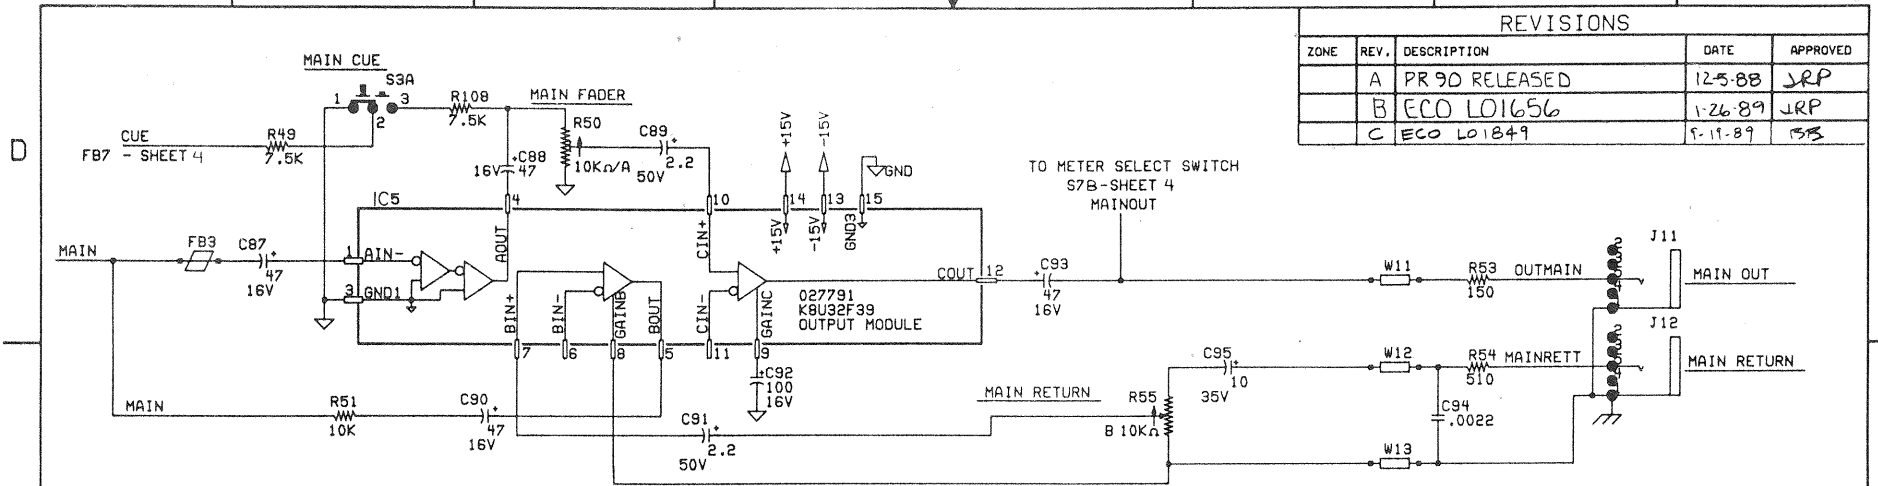 REVISIONS
ZONE REV. DESCRIPTION DATE APPROVED
A PR90 RELEASED 12-5-88 JRP
B ECO LO1656 1-26-89 JRP
C ECO LO1849
D
MAIN CUE
S3A
1 3
2
R108
7.5K
MAIN FADER
R50
10KΩ/A
C89
+
2.2
50V
CUE
FB7 - SHEET 4
R49
7.5K
+C88
16V 47
+15V
-15V
GND
TO METER SELECT SWITCH
S7B-SHEET 4
MAINOUT
IC5
4
10
14
13
15
AOUT
CIN+
+15V
-15V
GND3
MAIN
FB3
C87
+
47
16V
1
AIN-
3
GND1
BIN+
BIN-
GAINB
BOUT
CIN-
GAINC
COUT
12
027791
K8U32F39
OUTPUT MODULE
7
6
8
5
11
9
+C93
47
16V
W11
R53
150
OUTMAIN
J11
MAIN OUT
J12
+C92
100
16V
C95
+
10
35V
W12
R54
510
MAINRETT
MAIN RETURN
MAIN
R51
10K
C90
+
47
16V
C91
+
2.2
50V
MAIN RETURN
R55
B 10KΩ
C94
.0022
W13